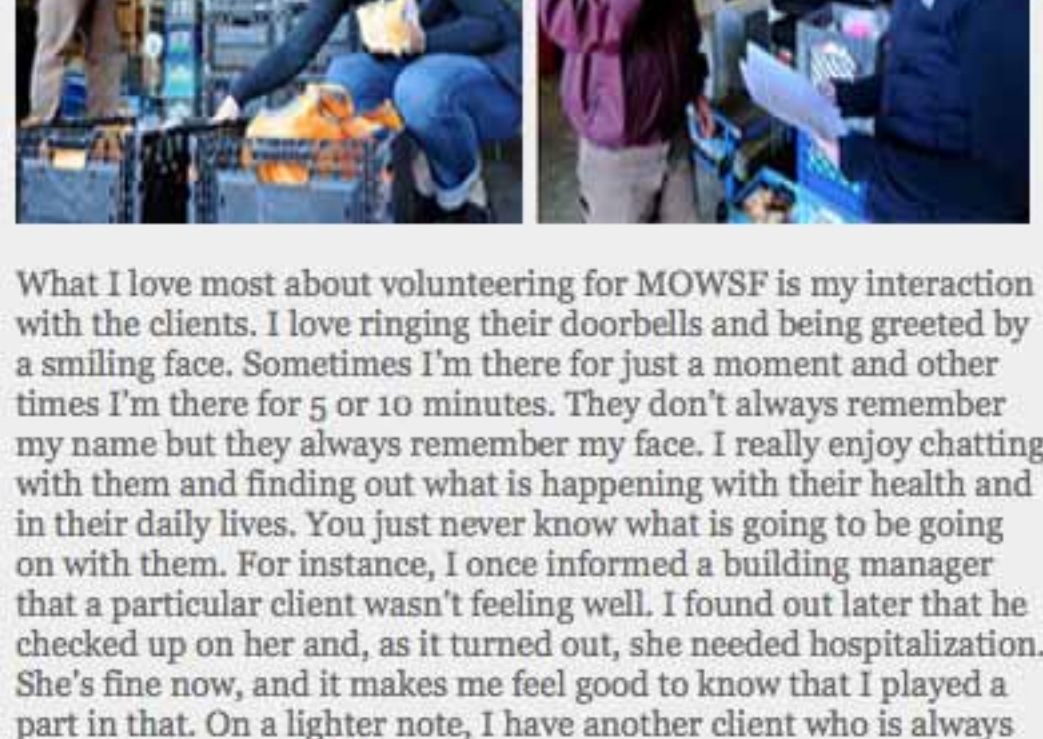 What I love most about volunteering for MOWSF is my interaction
with the clients. I love ringing their doorbells and being greeted by
a smiling face. Sometimes I'm there for just a moment and other
times I'm there for 5 or 10 minutes. They don't always remember
my name but they always remember my face. I really enjoy chatting
with them and finding out what is happening with their health and
in their daily lives. You just never know what is going to be going
on with them. For instance, I once informed a building manager
that a particular client wasn't feeling well. I found out later that he
checked up on her and, as it turned out, she needed hospitalization.
She's fine now, and it makes me feel good to know that I played a
part in that. On a lighter note, I have another client who is always